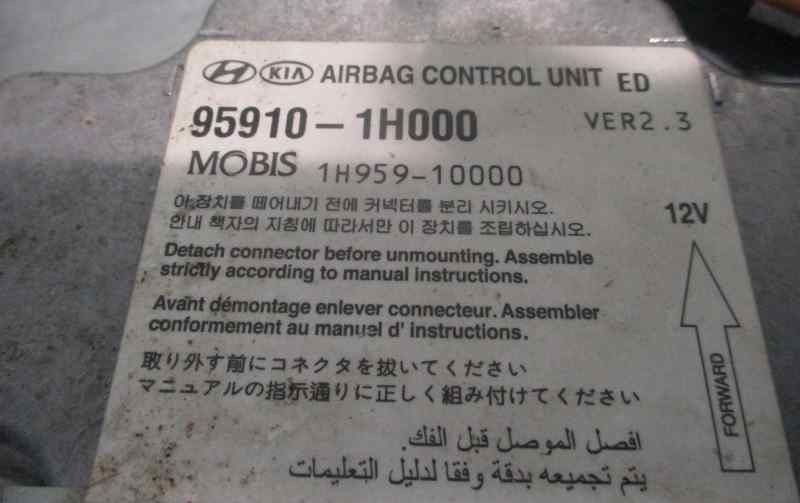 KIA AIRBAG CONTROL UNIT ED
95910-1H000 VER2.3
MOBIS 1H959-10000
이 장치를 떼어내기 전에 커넥터를 분리 시키시오.
안내 책자의 지침에 따라서만 이 장치를 조립하십시오.
12V
Detach connector before unmounting. Assemble
strictly according to manual instructions.
Avant démontage enlever connecteur. Assembler
conformement au manuel d' instructions.
取り外す前にコネクタを抜いてください
マニュアルの指示通りに正しく組み付けてください
FORWARD
افصل الموصل قبل الفك.
يتم تجميعه بدقة وفقا لدليل التعليمات